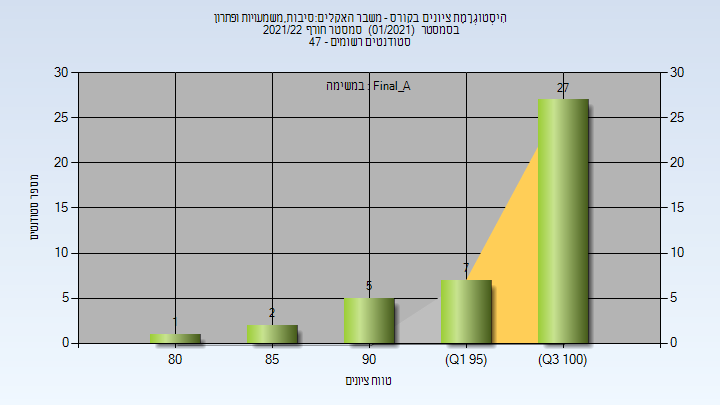 הִיסְטוֹגְרָמַת ציונים בקורס - משבר האקלים:סיבות,משמעויות ופתרון
בסמסטר (01/2021) סמסטר חורף 2021/22
סטודנטים רשומים - 47
במשימה : Final_A
מספר סטודנטים
30 30
25 25
20 20
15 15
10 10
5 5
0 0
1 2 5 7 27
80 85 90 (Q1 95) (Q3 100)
טווח ציונים